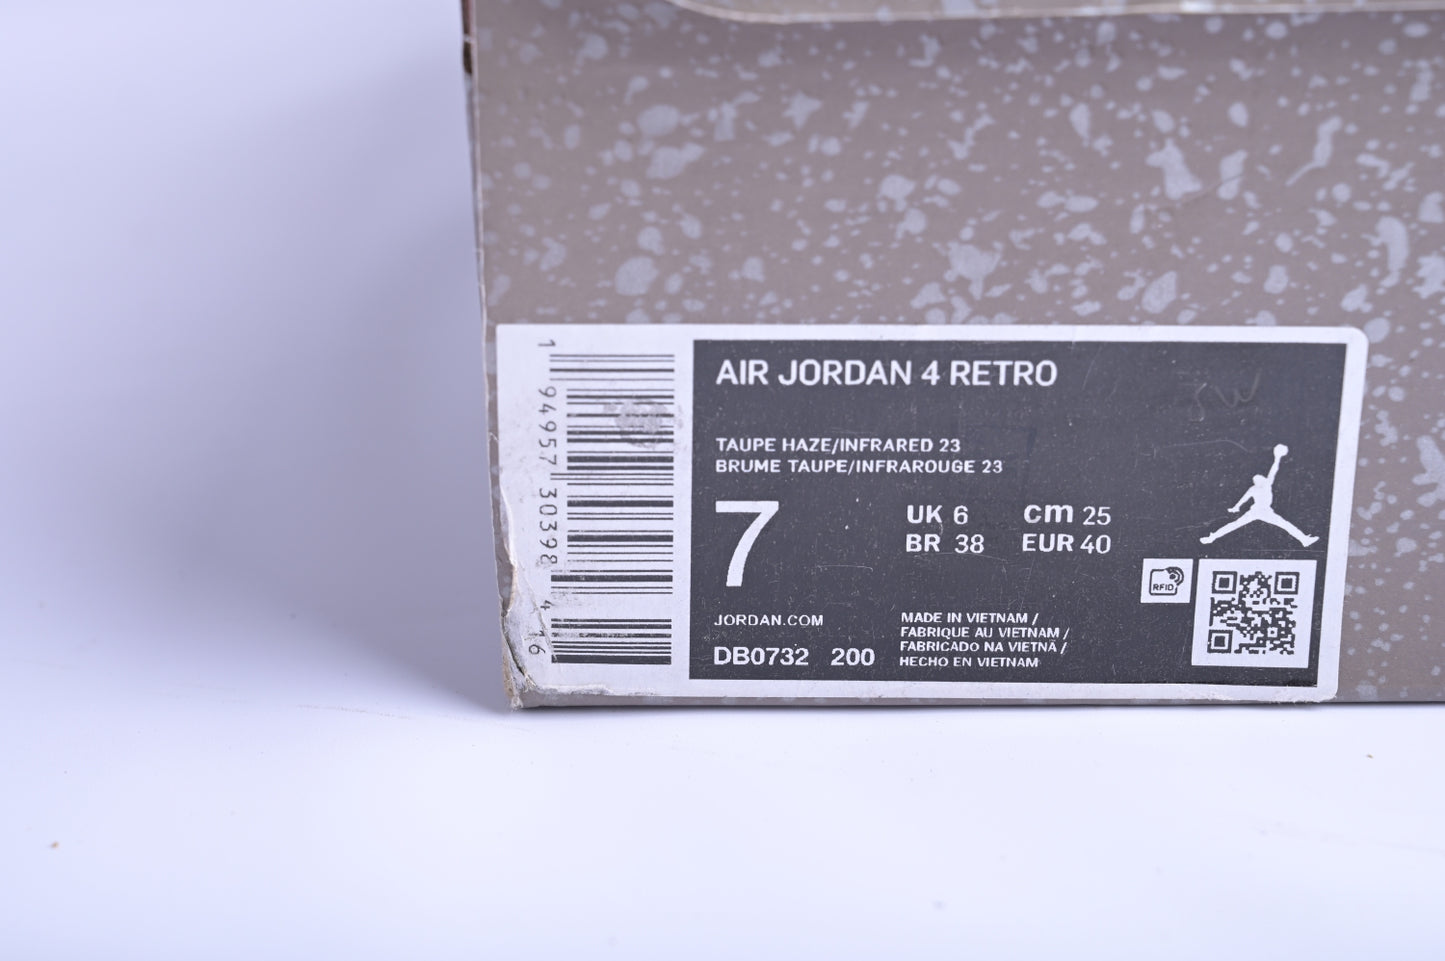 AIR JORDAN 4 RETRO
TAUPE HAZE/INFRARED 23
BRUME TAUPE/INFRAROUGE 23
7
UK 6 cm 25
BR 38 EUR 40
RFID
JORDAN.COM
DB0732 200
MADE IN VIETNAM /
FABRIQUE AU VIETNAM /
FABRICADO NA VIETNÃ /
HECHO EN VIETNAM
1 94957 30398 4 16